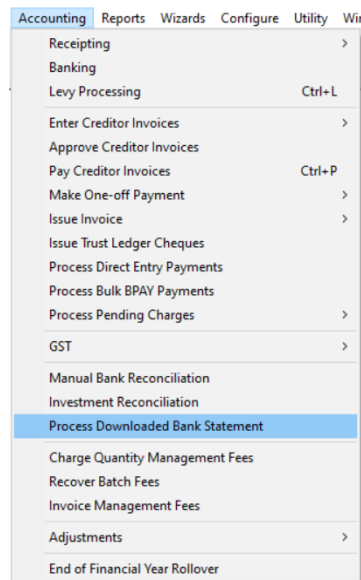 Accounting Reports Wizards Configure Utility
Receipting >
Banking
Levy Processing Ctrl+L
Enter Creditor Invoices >
Approve Creditor Invoices
Pay Creditor Invoices Ctrl+P
Make One-off Payment >
Issue Invoice >
Issue Trust Ledger Cheques
Process Direct Entry Payments
Process Bulk BPAY Payments
Process Pending Charges >
GST >
Manual Bank Reconciliation
Investment Reconciliation
Process Downloaded Bank Statement
Charge Quantity Management Fees
Recover Batch Fees
Invoice Management Fees
Adjustments >
End of Financial Year Rollover